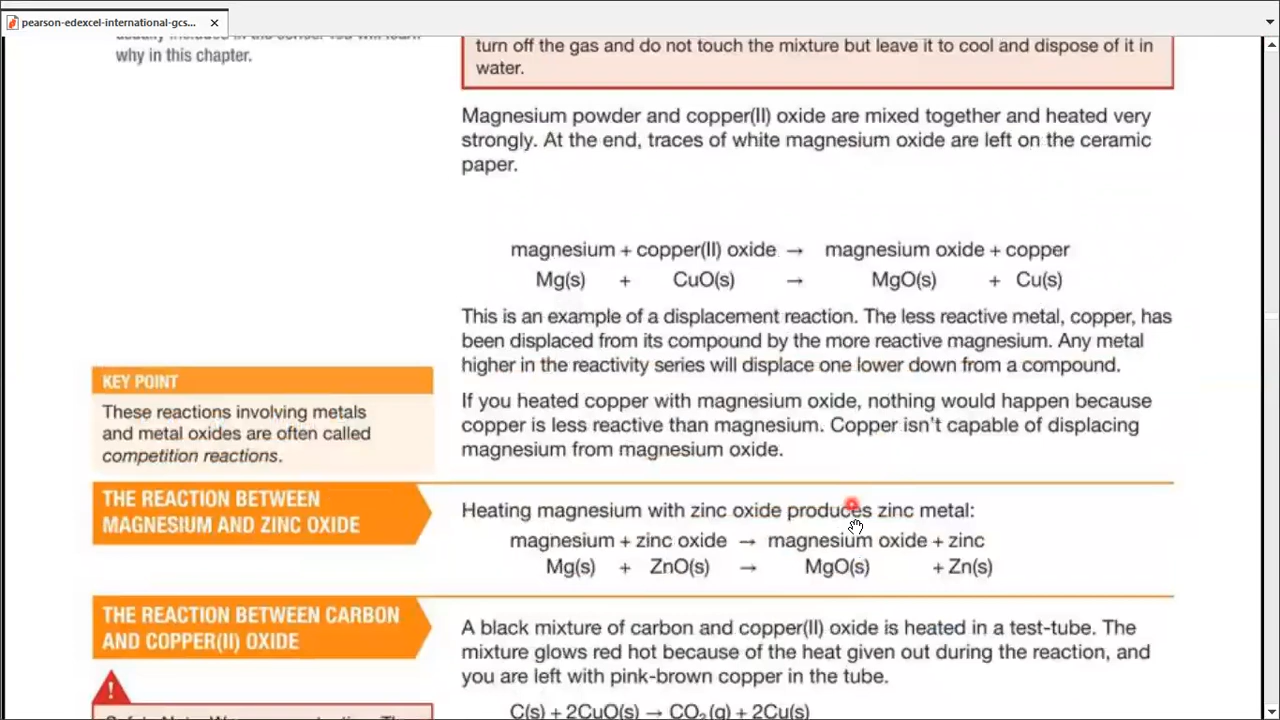 pearson-edexcel-international-gcs...
usually included in the series. You will learn
why in this chapter.
turn off the gas and do not touch the mixture but leave it to cool and dispose of it in
water.
Magnesium powder and copper(II) oxide are mixed together and heated very
strongly. At the end, traces of white magnesium oxide are left on the ceramic
paper.
magnesium + copper(II) oxide → magnesium oxide + copper
Mg(s) + CuO(s) → MgO(s) + Cu(s)
This is an example of a displacement reaction. The less reactive metal, copper, has
been displaced from its compound by the more reactive magnesium. Any metal
higher in the reactivity series will displace one lower down from a compound.
If you heated copper with magnesium oxide, nothing would happen because
copper is less reactive than magnesium. Copper isn't capable of displacing
magnesium from magnesium oxide.
KEY POINT
These reactions involving metals
and metal oxides are often called
competition reactions.
THE REACTION BETWEEN
MAGNESIUM AND ZINC OXIDE
Heating magnesium with zinc oxide produces zinc metal:
magnesium + zinc oxide → magnesium oxide + zinc
Mg(s) + ZnO(s) → MgO(s) + Zn(s)
THE REACTION BETWEEN CARBON
AND COPPER(II) OXIDE
A black mixture of carbon and copper(II) oxide is heated in a test-tube. The
mixture glows red hot because of the heat given out during the reaction, and
you are left with pink-brown copper in the tube.
C(s) + 2CuO(s) → CO₂(g) + 2Cu(s)
!